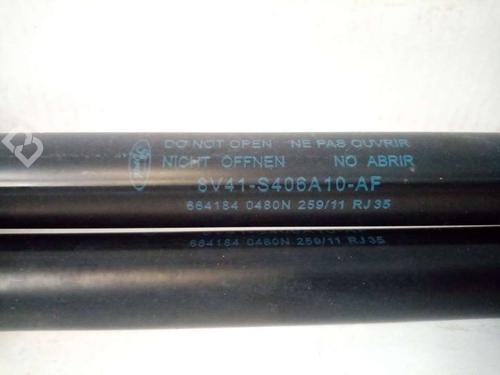 Ford
DO NOT OPEN NE PAS OUVRIR
NICHT ÖFFNEN NO ABRIR
8V41-S406A10-AF
664184 0480N 259/11 RJ35
664184 0480N 259/11 RJ35